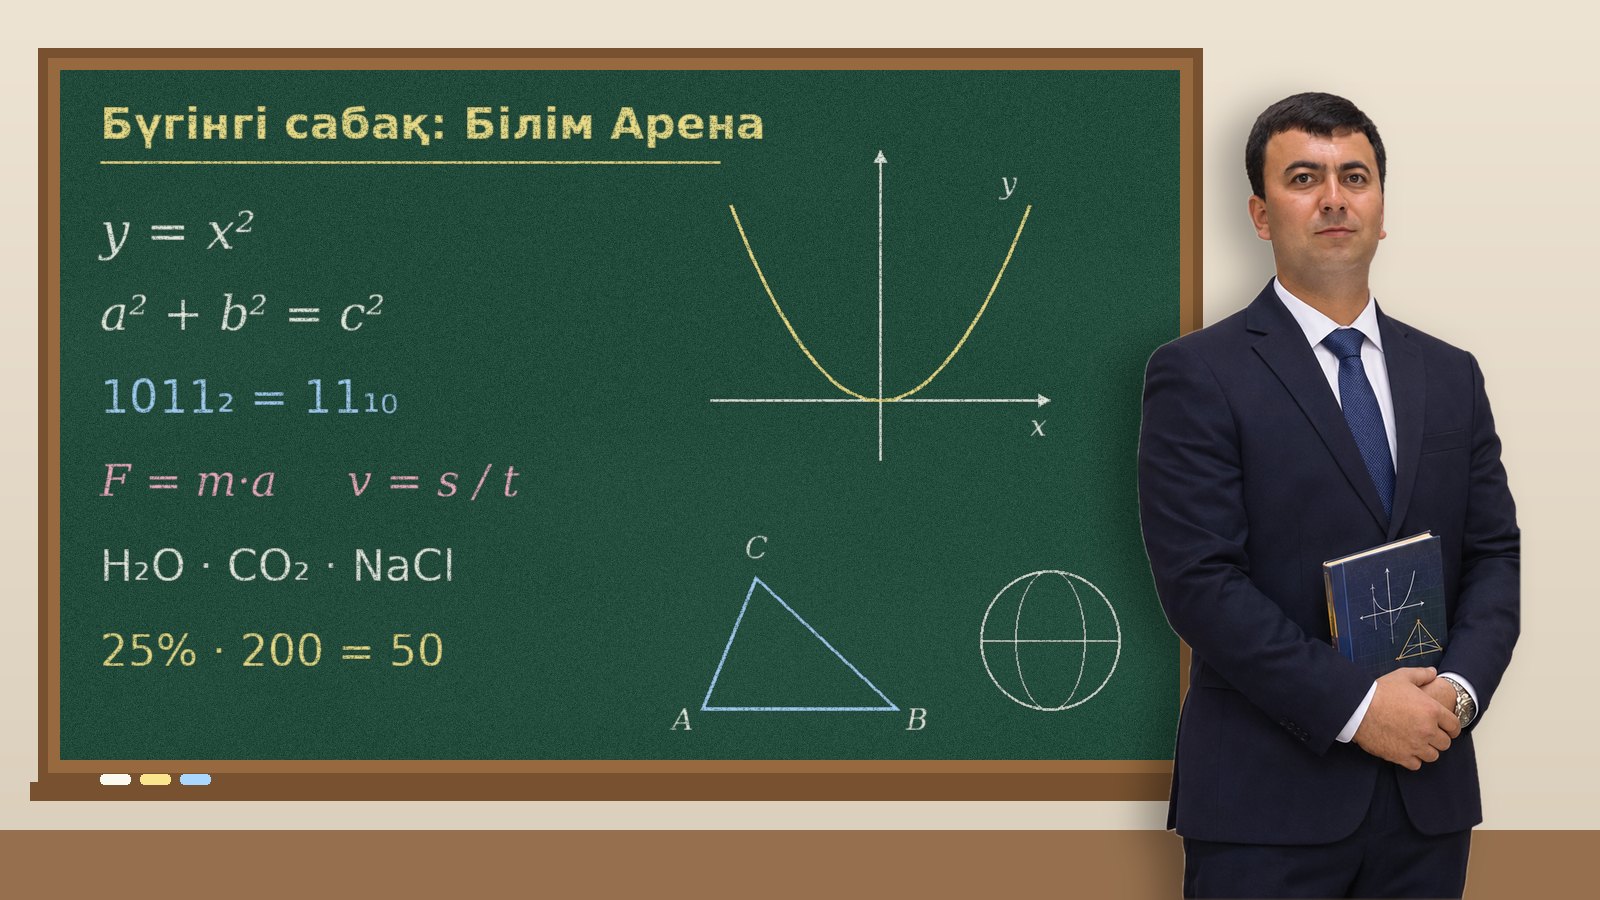 Бүгінгі сабақ: Білім Арена
y = x²
a² + b² = c²
1011₂ = 11₁₀
F = m·a v = s / t
H₂O · CO₂ · NaCl
25% · 200 = 50
y
x
C
A
B